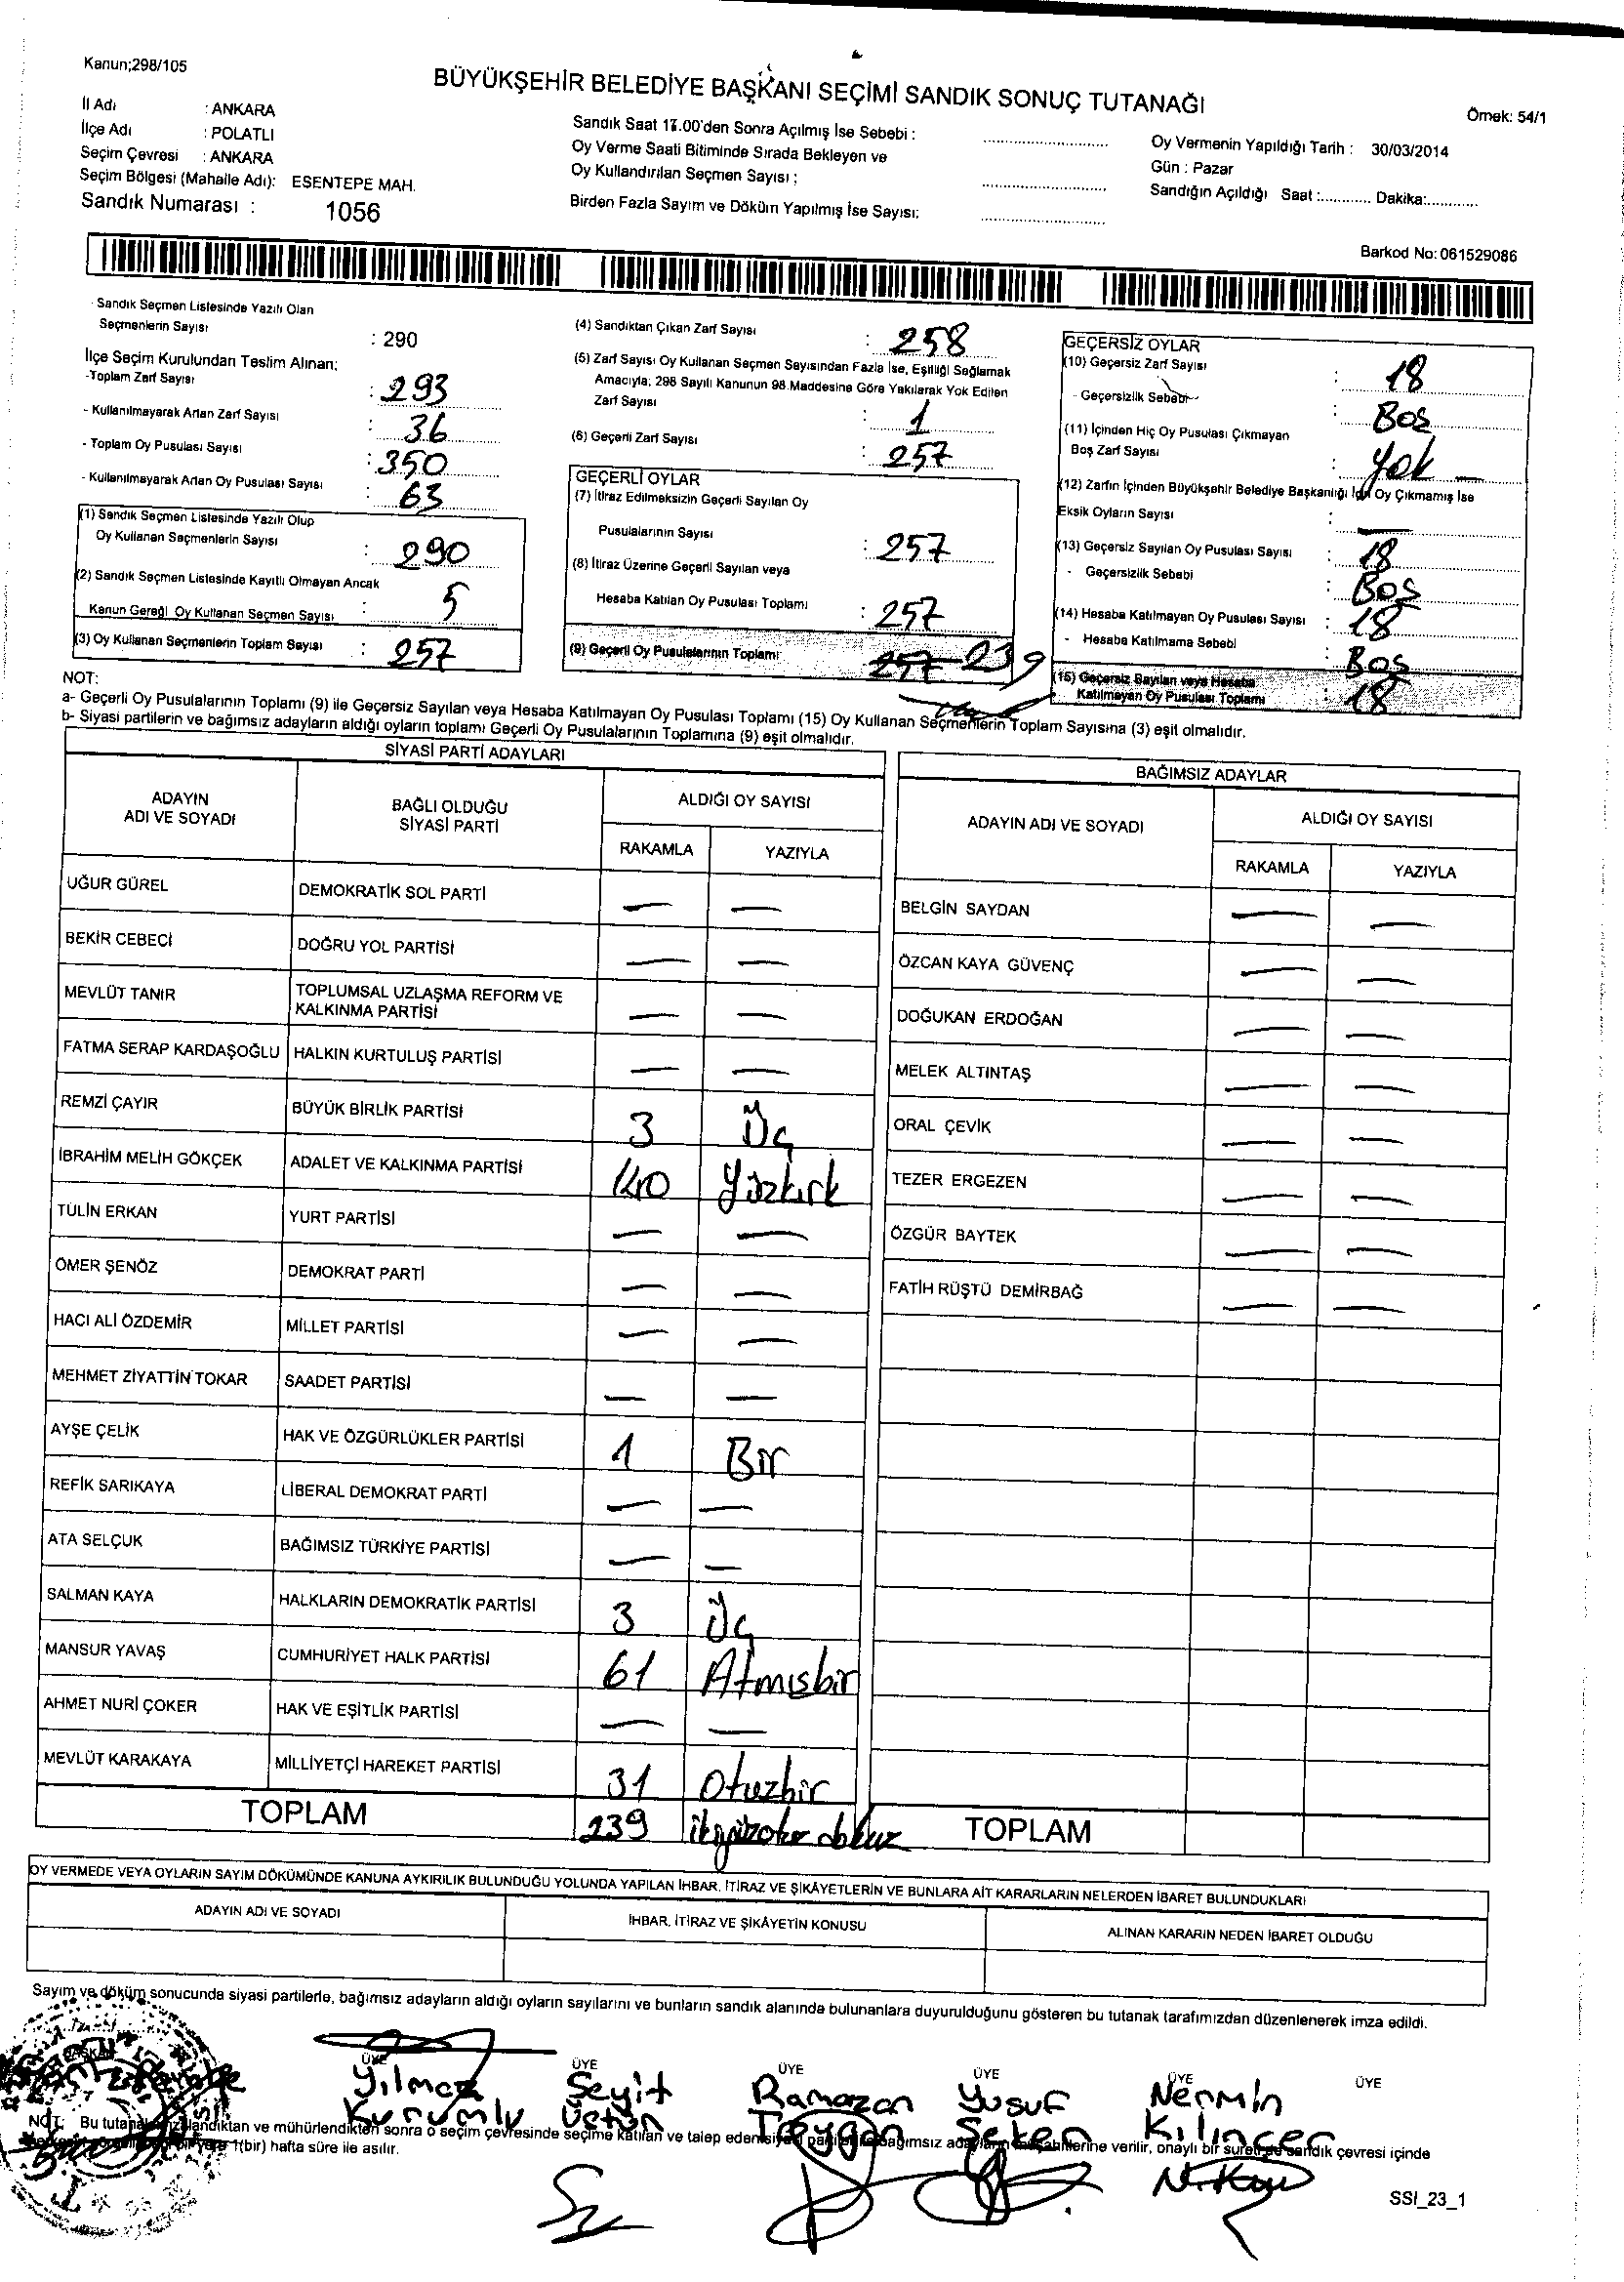 Kanun;298/105
BÜYÜKŞEHİR BELEDİYE BAŞKANI SEÇİMİ SANDIK SONUÇ TUTANAĞI
Örnek: 54/1
İl Adı : ANKARA
İlçe Adı : POLATLI
Seçim Çevresi : ANKARA
Seçim Bölgesi (Mahalle Adı): ESENTEPE MAH.
Sandık Numarası : 1056
Sandık Saat 17.00'den Sonra Açılmış İse Sebebi :
Oy Verme Saati Bitiminde Sırada Bekleyen ve
Oy Kullandırılan Seçmen Sayısı ;
Birden Fazla Sayım ve Döküm Yapılmış İse Sayısı:
Oy Vermenin Yapıldığı Tarih : 30/03/2014
Gün : Pazar
Sandığın Açıldığı Saat :............ Dakika:............
Barkod No: 061529086
Sandık Seçmen Listesinde Yazılı Olan
Seçmenlerin Sayısı : 290
İlçe Seçim Kurulundan Teslim Alınan:
-Toplam Zarf Sayısı : 293
- Kullanılmayarak Artan Zarf Sayısı : 36
- Toplam Oy Pusulası Sayısı : 350
- Kullanılmayarak Artan Oy Pusulası Sayısı : 63
(1) Sandık Seçmen Listesinde Yazılı Olup
Oy Kullanan Seçmenlerin Sayısı : 290
(2) Sandık Seçmen Listesinde Kayıtlı Olmayan Ancak
Kanun Gereği Oy Kullanan Seçmen Sayısı : 5
(3) Oy Kullanan Seçmenlerin Toplam Sayısı : 257
(4) Sandıktan Çıkan Zarf Sayısı : 258
(5) Zarf Sayısı Oy Kullanan Seçmen Sayısından Fazla İse, Eşitliği Sağlamak
Amacıyla; 298 Sayılı Kanunun 98.Maddesine Göre Yakılarak Yok Edilen
Zarf Sayısı : 1
(6) Geçerli Zarf Sayısı : 257
GEÇERLİ OYLAR
(7) İtiraz Edilmeksizin Geçerli Sayılan Oy
Pusulalarının Sayısı : 257
(8) İtiraz Üzerine Geçerli Sayılan veya
Hesaba Katılan Oy Pusulası Toplamı : 257
(9) Geçerli Oy Pusulalarının Toplamı 257 239
GEÇERSİZ OYLAR
(10) Geçersiz Zarf Sayısı : 18
- Geçersizlik Sebebi : Boş
(11) İçinden Hiç Oy Pusulası Çıkmayan
Boş Zarf Sayısı : Yok
(12) Zarfın İçinden Büyükşehir Belediye Başkanlığı İçin Oy Çıkmamış İse
Eksik Oyların Sayısı : —
(13) Geçersiz Sayılan Oy Pusulası Sayısı : 18
- Geçersizlik Sebebi : Boş
(14) Hesaba Katılmayan Oy Pusulası Sayısı : 18
- Hesaba Katılmama Sebebi : Boş
(15) Geçersiz Sayılan veya Hesaba
Katılmayan Oy Pusulası Toplamı : 18
NOT:
a- Geçerli Oy Pusulalarının Toplamı (9) ile Geçersiz Sayılan veya Hesaba Katılmayan Oy Pusulası Toplamı (15) Oy Kullanan Seçmenlerin Toplam Sayısına (3) eşit olmalıdır.
b- Siyasi partilerin ve bağımsız adayların aldığı oyların toplamı Geçerli Oy Pusulalarının Toplamına (9) eşit olmalıdır.
SİYASİ PARTİ ADAYLARI
ADAYIN ADI VE SOYADI
BAĞLI OLDUĞU SİYASİ PARTİ
ALDIĞI OY SAYISI
RAKAMLA YAZIYLA
UĞUR GÜREL DEMOKRATİK SOL PARTİ — —
BEKİR CEBECİ DOĞRU YOL PARTİSİ — —
MEVLÜT TANIR TOPLUMSAL UZLAŞMA REFORM VE KALKINMA PARTİSİ — —
FATMA SERAP KARDAŞOĞLU HALKIN KURTULUŞ PARTİSİ — —
REMZİ ÇAYIR BÜYÜK BİRLİK PARTİSİ 3 Üç
İBRAHİM MELİH GÖKÇEK ADALET VE KALKINMA PARTİSİ 140 Yüzkırk
TÜLİN ERKAN YURT PARTİSİ — —
ÖMER ŞENÖZ DEMOKRAT PARTİ — —
HACI ALİ ÖZDEMİR MİLLET PARTİSİ — —
MEHMET ZİYATTİN TOKAR SAADET PARTİSİ — —
AYŞE ÇELİK HAK VE ÖZGÜRLÜKLER PARTİSİ 1 Bir
REFİK SARIKAYA LİBERAL DEMOKRAT PARTİ — —
ATA SELÇUK BAĞIMSIZ TÜRKİYE PARTİSİ — —
SALMAN KAYA HALKLARIN DEMOKRATİK PARTİSİ 3 Üç
MANSUR YAVAŞ CUMHURİYET HALK PARTİSİ 61 Atmışbir
AHMET NURİ ÇOKER HAK VE EŞİTLİK PARTİSİ — —
MEVLÜT KARAKAYA MİLLİYETÇİ HAREKET PARTİSİ 31 Otuzbir
TOPLAM 239
BAĞIMSIZ ADAYLAR
ADAYIN ADI VE SOYADI
ALDIĞI OY SAYISI
RAKAMLA YAZIYLA
BELGİN SAYDAN — —
ÖZCAN KAYA GÜVENÇ — —
DOĞUKAN ERDOĞAN — —
MELEK ALTINTAŞ — —
ORAL ÇEVİK — —
TEZER ERGEZEN — —
ÖZGÜR BAYTEK — —
FATİH RÜŞTÜ DEMİRBAĞ — —
TOPLAM
OY VERMEDE VEYA OYLARIN SAYIM DÖKÜMÜNDE KANUNA AYKIRILIK BULUNDUĞU YOLUNDA YAPILAN İHBAR, İTİRAZ VE ŞİKÂYETLERİN VE BUNLARA AİT KARARLARIN NELERDEN İBARET BULUNDUKLARI
ADAYIN ADI VE SOYADI
İHBAR, İTİRAZ VE ŞİKÂYETİN KONUSU
ALINAN KARARIN NEDEN İBARET OLDUĞU
Sayım ve döküm sonucunda siyasi partilerle, bağımsız adayların aldığı oyların sayılarını ve bunların sandık alanında bulunanlara duyurulduğunu gösteren bu tutanak tarafımızdan düzenlenerek imza edildi.
BAŞKAN ÜYE ÜYE ÜYE ÜYE ÜYE ÜYE
Yılmaz Seyit Ramazan Yusuf Nermin
Kurumlu Üstün Toygan Şeker Kılınçer
NOT: Bu tutanak imzalandıktan ve mühürlendikten sonra o seçim çevresinde seçime katılan ve talep eden siyasi parti bağımsız adayların müşahitlerine verilir, onaylı bir sureti de sandık çevresi içinde
1(bir) hafta süre ile asılır.
N.Kılı
SSI_23_1